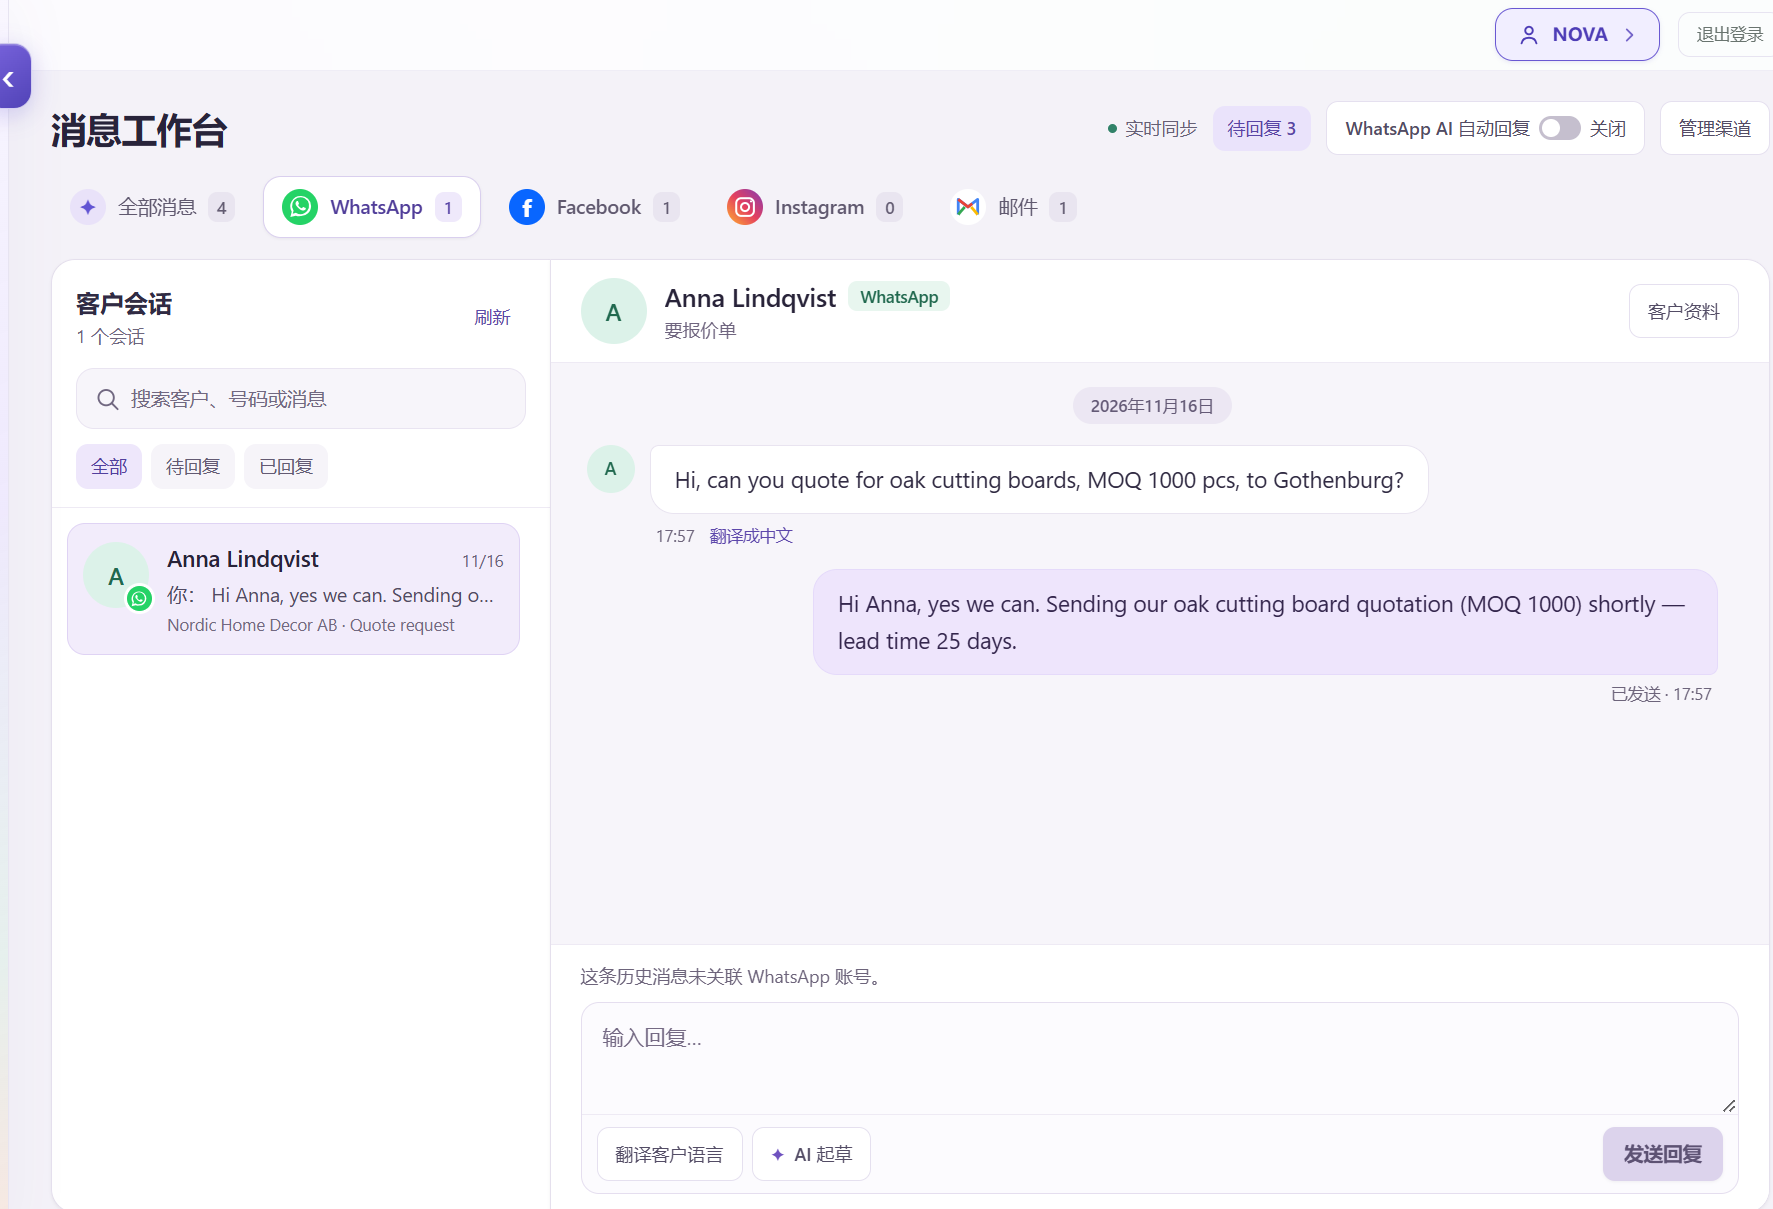 NOVA
退出登录
消息工作台
实时同步
待回复 3
WhatsApp AI 自动回复
关闭
管理渠道
全部消息 4
WhatsApp 1
Facebook 1
Instagram 0
邮件 1
客户会话
1 个会话
刷新
搜索客户、号码或消息
全部
待回复
已回复
A
Anna Lindqvist
11/16
你： Hi Anna, yes we can. Sending o...
Nordic Home Decor AB · Quote request
A
Anna Lindqvist
WhatsApp
要报价单
客户资料
2026年11月16日
A
Hi, can you quote for oak cutting boards, MOQ 1000 pcs, to Gothenburg?
17:57 翻译成中文
Hi Anna, yes we can. Sending our oak cutting board quotation (MOQ 1000) shortly —
lead time 25 days.
已发送 · 17:57
这条历史消息未关联 WhatsApp 账号。
输入回复...
翻译客户语言
AI 起草
发送回复